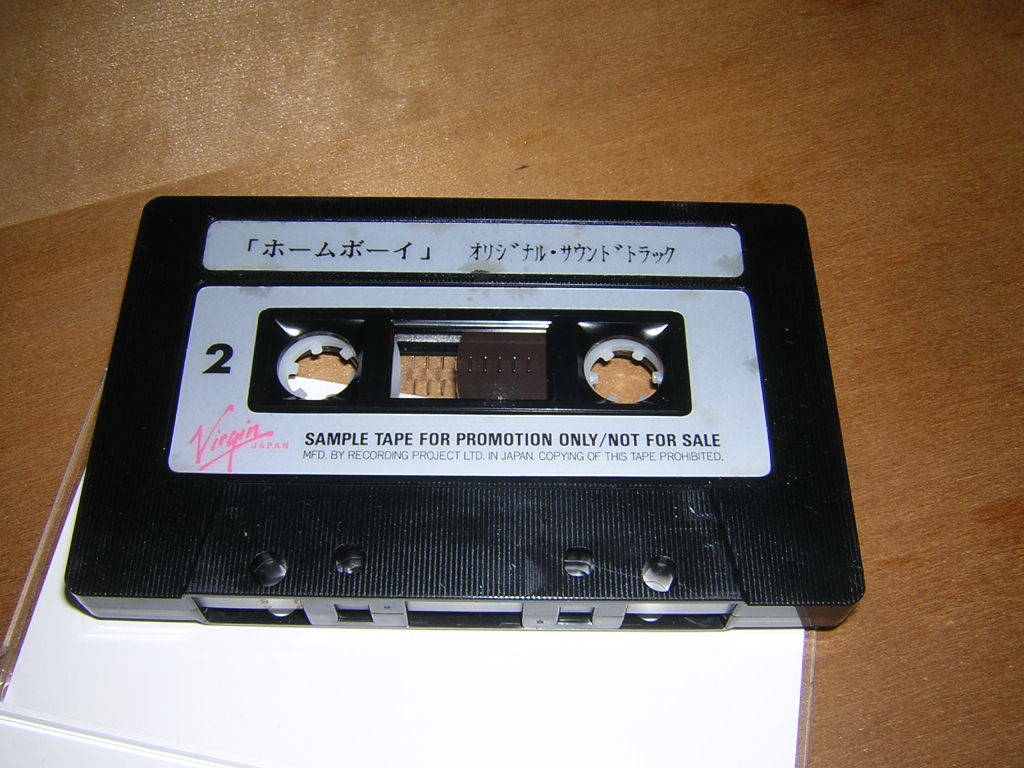 「ホームボーイ」 オリジナル・サウンドトラック
2
Virgin JAPAN
SAMPLE TAPE FOR PROMOTION ONLY/NOT FOR SALE
MFD. BY RECORDING PROJECT LTD. IN JAPAN. COPYING OF THIS TAPE PROHIBITED.